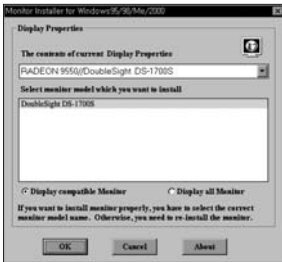 Monitor Installer for Windows95/98/Me/2000
Display Properties
The contents of current Display Properties
RADEON 9550//DoubleSight DS-1700S
Select monitor model which you want to install
DoubleSight DS-1700S
Display compatible Monitor
Display all Monitor
If you want to install monitor properly, you have to select the correct
monitor model name. Otherwise, you need to re-install the monitor.
OK
Cancel
About